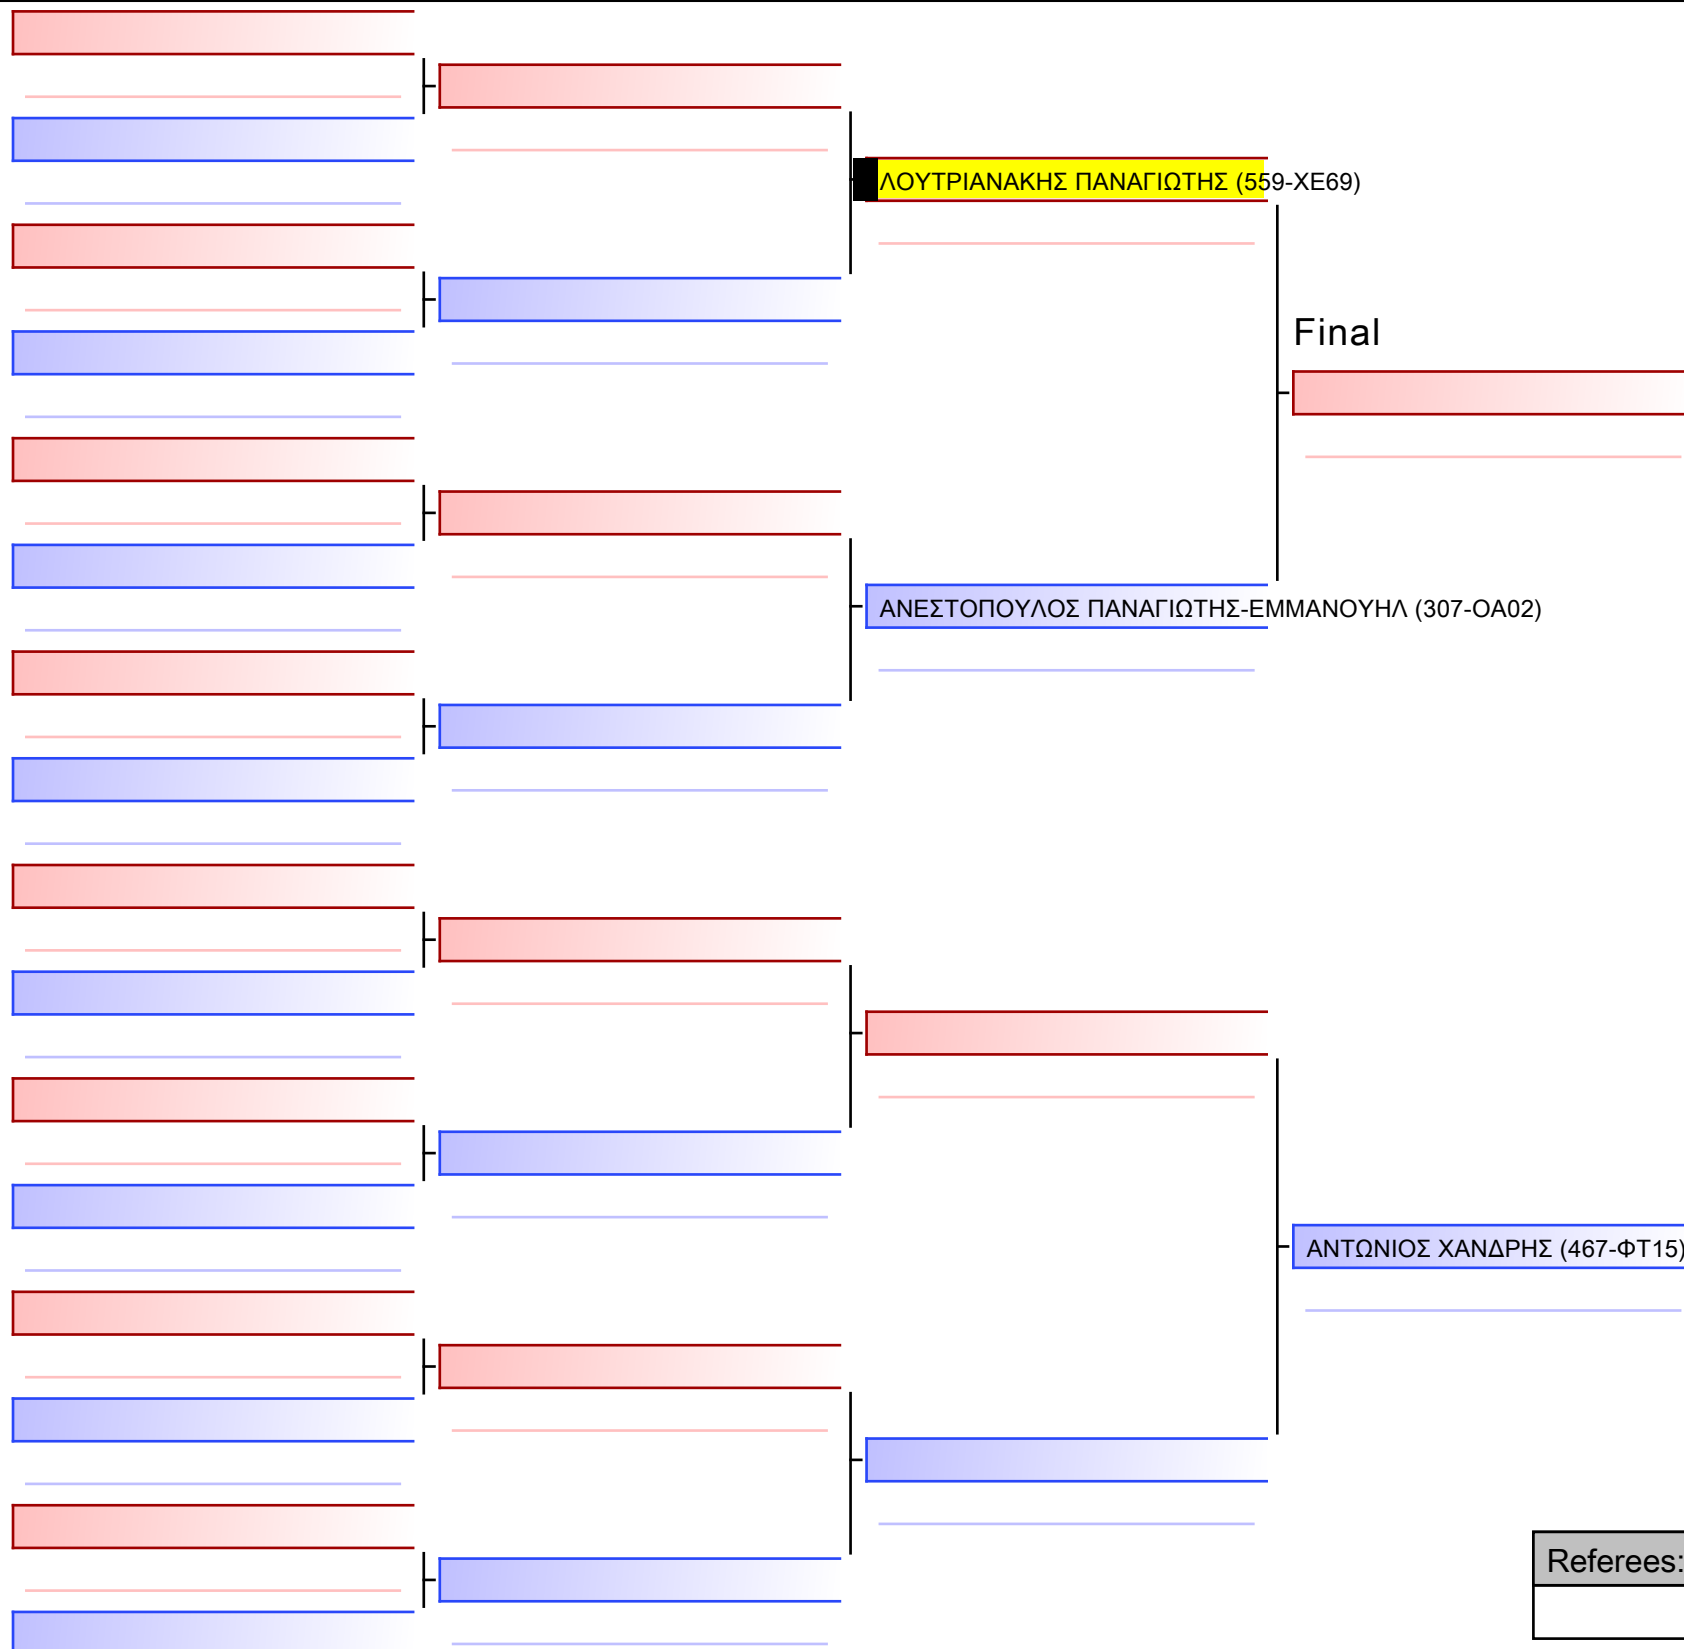 ΛΟΥΤΡΙΑΝΑΚΗΣ ΠΑΝΑΓΙΩΤΗΣ (559-ΧΕ69)
Final
ΑΝΕΣΤΟΠΟΥΛΟΣ ΠΑΝΑΓΙΩΤΗΣ-ΕΜΜΑΝΟΥΗΛ (307-ΟΑ02)
ΑΝΤΩΝΙΟΣ ΧΑΝΔΡΗΣ (467-ΦΤ15)
Referees: